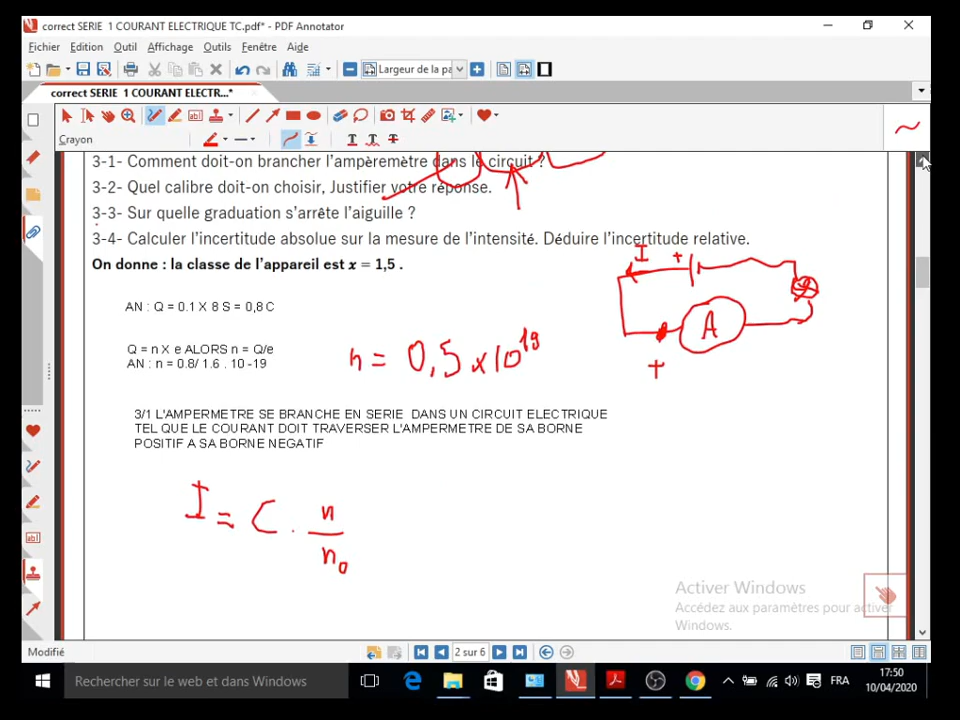 correct SERIE 1 COURANT ELECTRIQUE TC.pdf* - PDF Annotator
Fichier Edition Outil Affichage Outils Fenêtre Aide
Largeur de la pa
correct SERIE 1 COURANT ELECTR...*
Crayon
3-1- Comment doit-on brancher l'ampèremètre dans le circuit ?
3-2- Quel calibre doit-on choisir, Justifier votre réponse.
3-3- Sur quelle graduation s'arrête l'aiguille ?
3-4- Calculer l'incertitude absolue sur la mesure de l'intensité. Déduire l'incertitude relative.
On donne : la classe de l'appareil est x = 1,5 .
I +
A
+
AN : Q = 0.1 X 8 S = 0,8 C
Q = n X e ALORS n = Q/e
AN : n = 0.8/ 1.6 . 10 -19
n = 0,5 x 10^19
3/1 L'AMPERMETRE SE BRANCHE EN SERIE DANS UN CIRCUIT ELECTRIQUE
TEL QUE LE COURANT DOIT TRAVERSER L'AMPERMETRE DE SA BORNE
POSITIF A SA BORNE NEGATIF
I = C . n/n₀
Activer Windows
Accédez aux paramètres pour activer
Windows.
Modifié
2 sur 6
Rechercher sur le web et dans Windows
FRA
17:50
10/04/2020